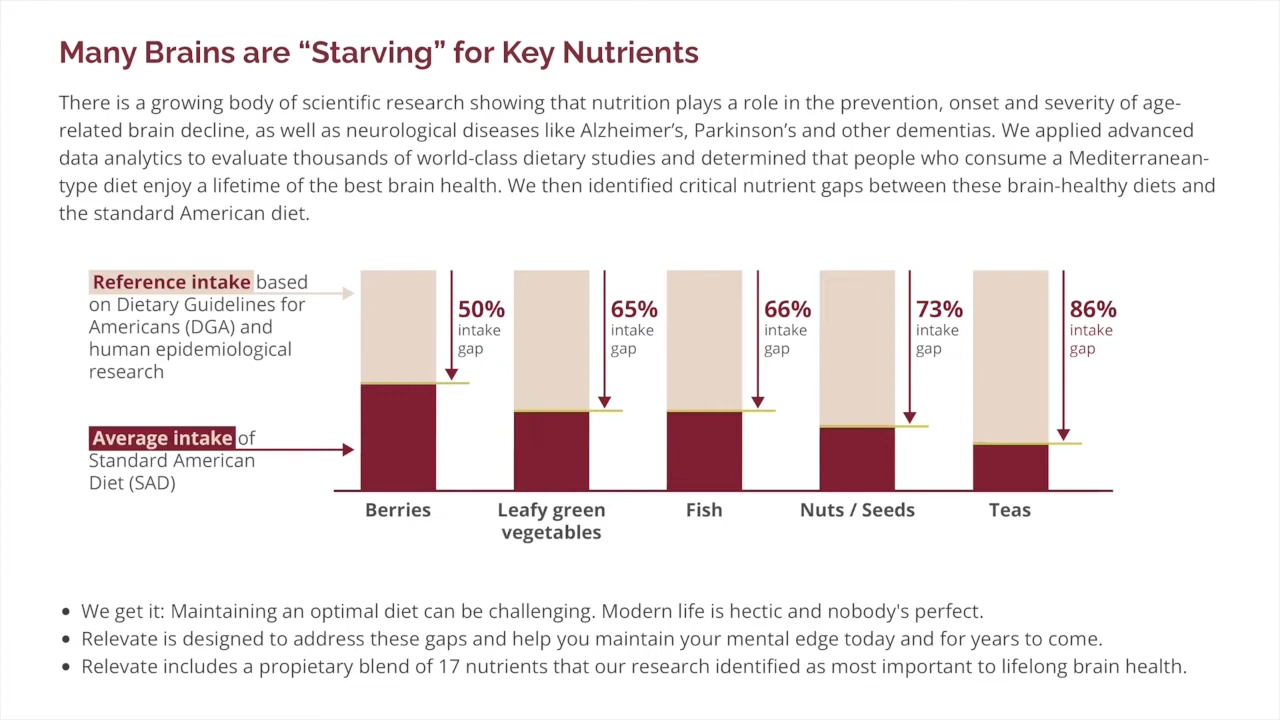 Many Brains are “Starving” for Key Nutrients
There is a growing body of scientific research showing that nutrition plays a role in the prevention, onset and severity of age-
related brain decline, as well as neurological diseases like Alzheimer’s, Parkinson’s and other dementias. We applied advanced
data analytics to evaluate thousands of world-class dietary studies and determined that people who consume a Mediterranean-
type diet enjoy a lifetime of the best brain health. We then identified critical nutrient gaps between these brain-healthy diets and
the standard American diet.
Reference intake based
on Dietary Guidelines for
Americans (DGA) and
human epidemiological
research
Average intake of
Standard American
Diet (SAD)
50%
intake
gap
65%
intake
gap
66%
intake
gap
73%
intake
gap
86%
intake
gap
Berries
Leafy green
vegetables
Fish
Nuts / Seeds
Teas
• We get it: Maintaining an optimal diet can be challenging. Modern life is hectic and nobody's perfect.
• Relevate is designed to address these gaps and help you maintain your mental edge today and for years to come.
• Relevate includes a propietary blend of 17 nutrients that our research identified as most important to lifelong brain health.